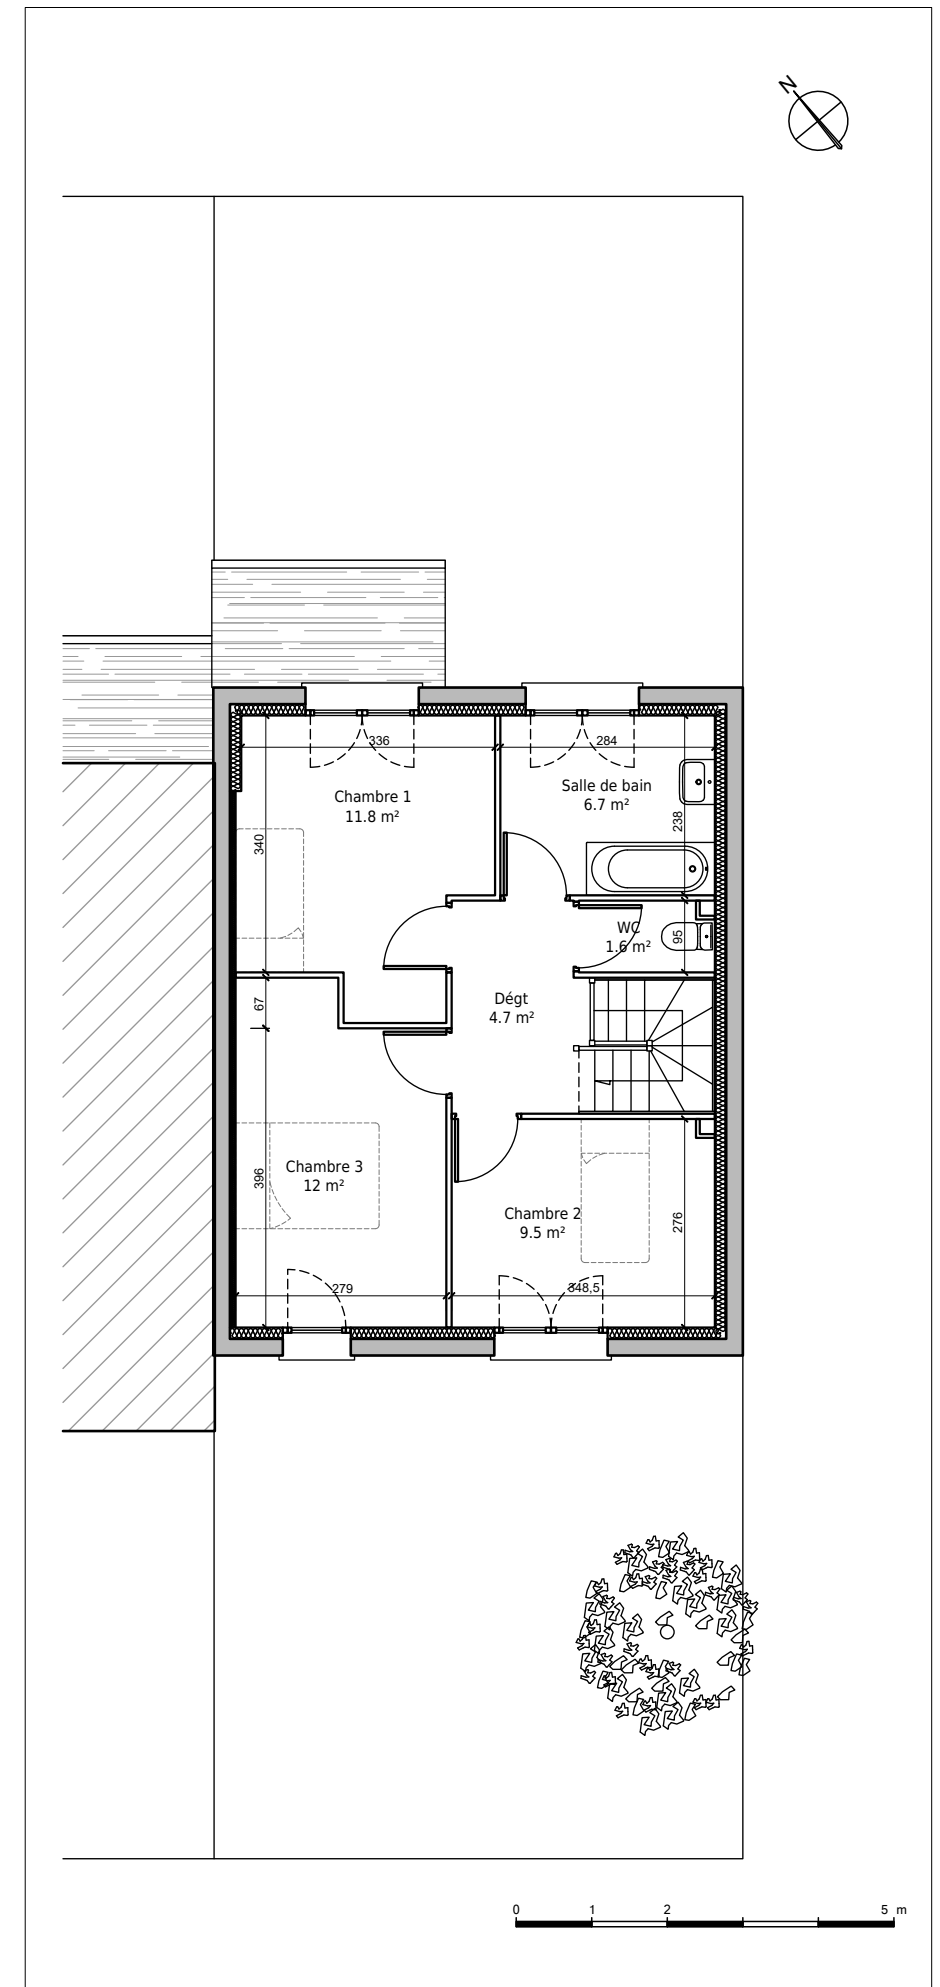 N
336
284
Chambre 1
11.8 m²
Salle de bain
6.7 m²
340
238
WC
1.6 m²
95
67
Dégt
4.7 m²
Chambre 3
12 m²
396
Chambre 2
9.5 m²
276
279
348,5
0 1 2 5 m